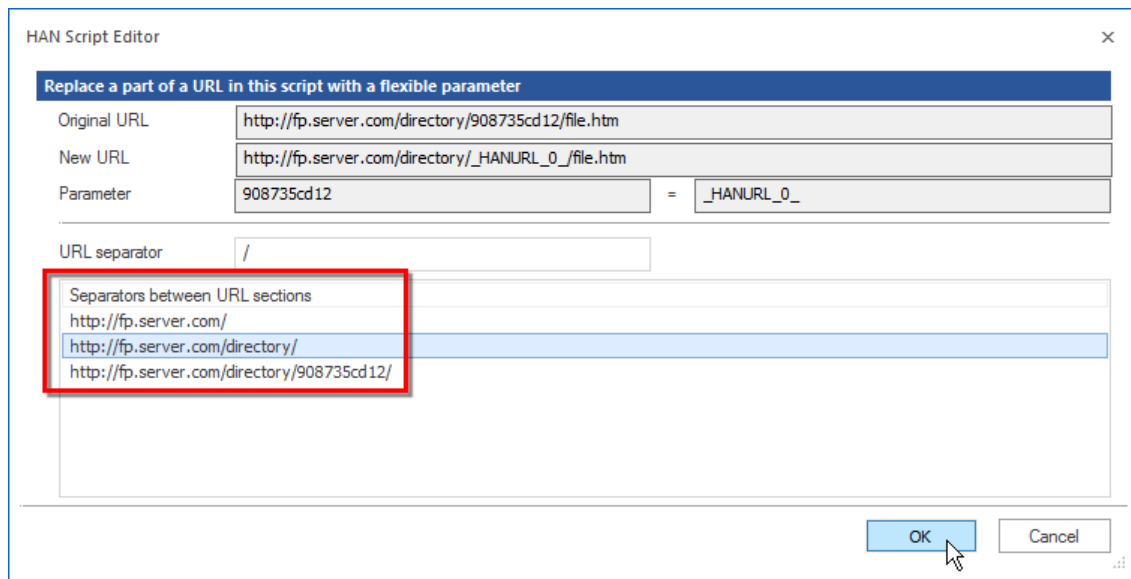 HAN Script Editor
Replace a part of a URL in this script with a flexible parameter
Original URL http://fp.server.com/directory/908735cd12/file.htm
New URL http://fp.server.com/directory/_HANURL_0_/file.htm
Parameter 908735cd12 = _HANURL_0_
URL separator /
Separators between URL sections
http://fp.server.com/
http://fp.server.com/directory/
http://fp.server.com/directory/908735cd12/
OK Cancel